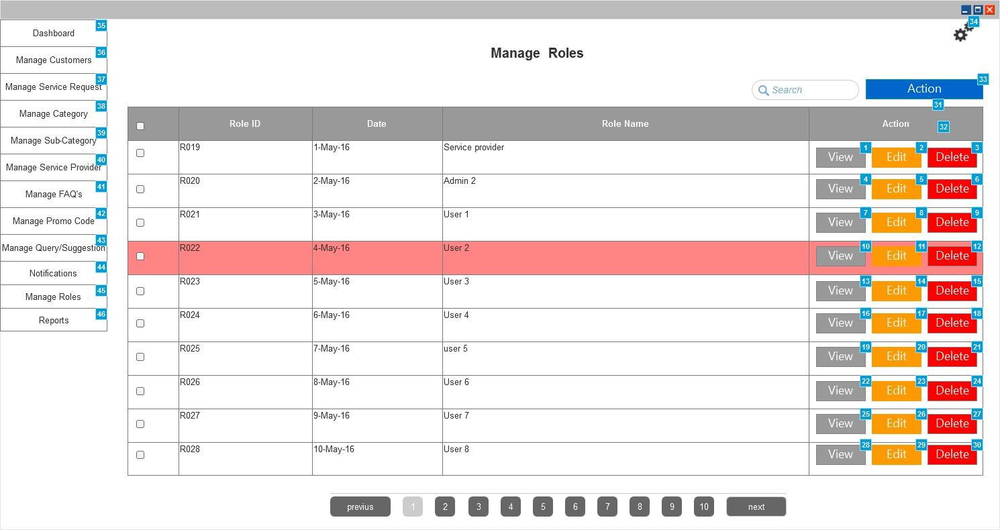 34
Dashboard 35
Manage Customers 36
Manage Service Request 37
Manage Category 38
Manage Sub-Category 39
Manage Service Provider 40
Manage FAQ's 41
Manage Promo Code 42
Manage Query/Suggestion 43
Notifications 44
Manage Roles 45
Reports 46
Manage Roles
Search Action 33
31
Role ID Date Role Name Action 32
R019 1-May-16 Service provider View 1 Edit 2 Delete 3
R020 2-May-16 Admin 2 View 4 Edit 5 Delete 6
R021 3-May-16 User 1 View 7 Edit 8 Delete 9
R022 4-May-16 User 2 View 10 Edit 11 Delete 12
R023 5-May-16 User 3 View 13 Edit 14 Delete 15
R024 6-May-16 User 4 View 16 Edit 17 Delete 18
R025 7-May-16 user 5 View 19 Edit 20 Delete 21
R026 8-May-16 User 6 View 22 Edit 23 Delete 24
R027 9-May-16 User 7 View 25 Edit 26 Delete 27
R028 10-May-16 User 8 View 28 Edit 29 Delete 30
previus 1 2 3 4 5 6 7 8 9 10 next